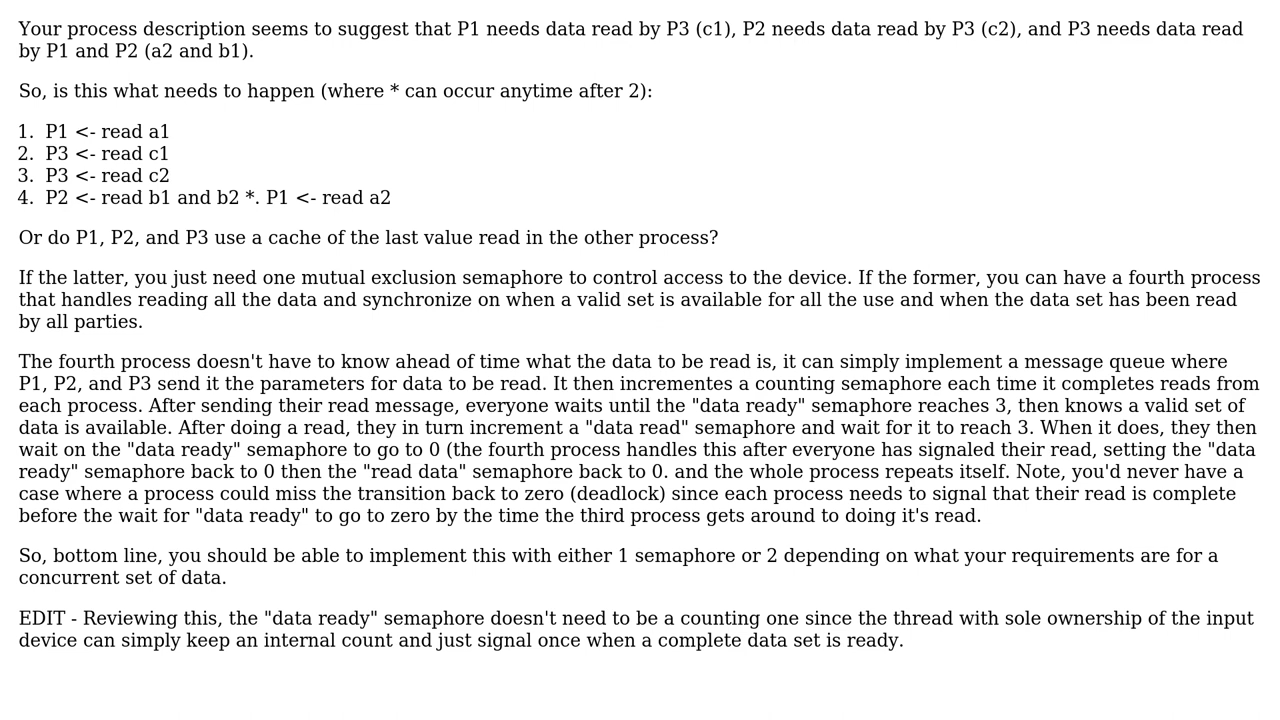 Your process description seems to suggest that P1 needs data read by P3 (c1), P2 needs data read by P3 (c2), and P3 needs data read
by P1 and P2 (a2 and b1).
So, is this what needs to happen (where * can occur anytime after 2):
1. P1 <- read a1
2. P3 <- read c1
3. P3 <- read c2
4. P2 <- read b1 and b2 *. P1 <- read a2
Or do P1, P2, and P3 use a cache of the last value read in the other process?
If the latter, you just need one mutual exclusion semaphore to control access to the device. If the former, you can have a fourth process
that handles reading all the data and synchronize on when a valid set is available for all the use and when the data set has been read
by all parties.
The fourth process doesn't have to know ahead of time what the data to be read is, it can simply implement a message queue where
P1, P2, and P3 send it the parameters for data to be read. It then incrementes a counting semaphore each time it completes reads from
each process. After sending their read message, everyone waits until the "data ready" semaphore reaches 3, then knows a valid set of
data is available. After doing a read, they in turn increment a "data read" semaphore and wait for it to reach 3. When it does, they then
wait on the "data ready" semaphore to go to 0 (the fourth process handles this after everyone has signaled their read, setting the "data
ready" semaphore back to 0 then the "read data" semaphore back to 0. and the whole process repeats itself. Note, you'd never have a
case where a process could miss the transition back to zero (deadlock) since each process needs to signal that their read is complete
before the wait for "data ready" to go to zero by the time the third process gets around to doing it's read.
So, bottom line, you should be able to implement this with either 1 semaphore or 2 depending on what your requirements are for a
concurrent set of data.
EDIT - Reviewing this, the "data ready" semaphore doesn't need to be a counting one since the thread with sole ownership of the input
device can simply keep an internal count and just signal once when a complete data set is ready.